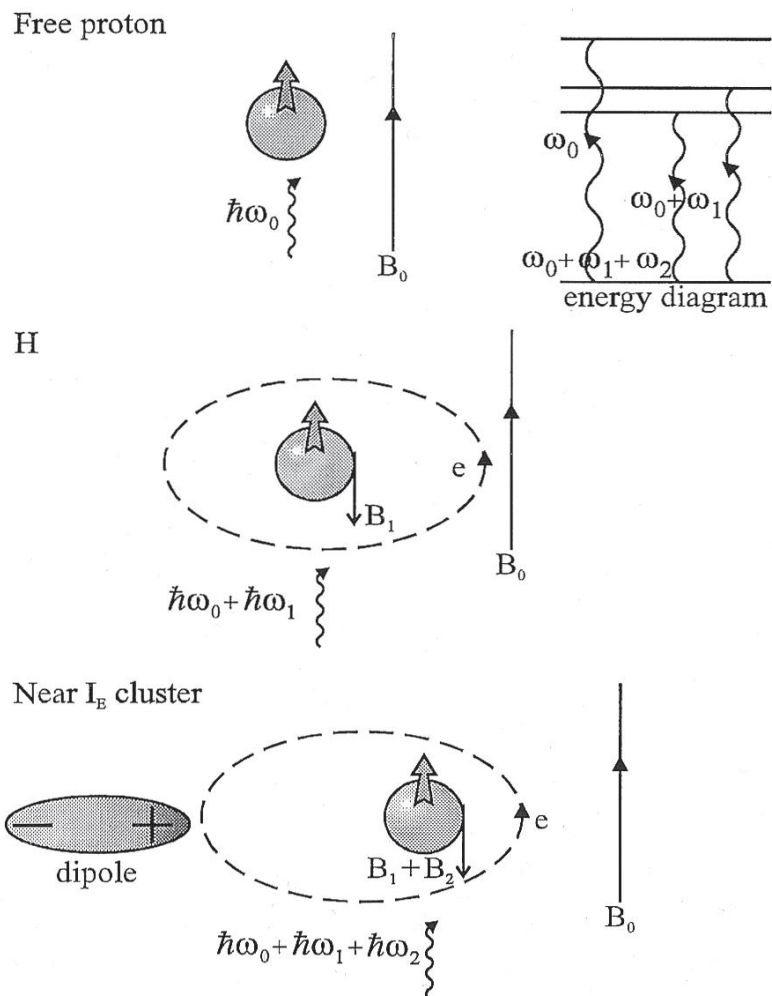 Free proton
ħω₀
B₀
ω₀
ω₀+ω₁
ω₀+ω₁+ω₂
energy diagram
H
e
B₁
B₀
ħω₀+ħω₁
Near I_E cluster
− +
dipole
e
B₁+B₂
B₀
ħω₀+ħω₁+ħω₂